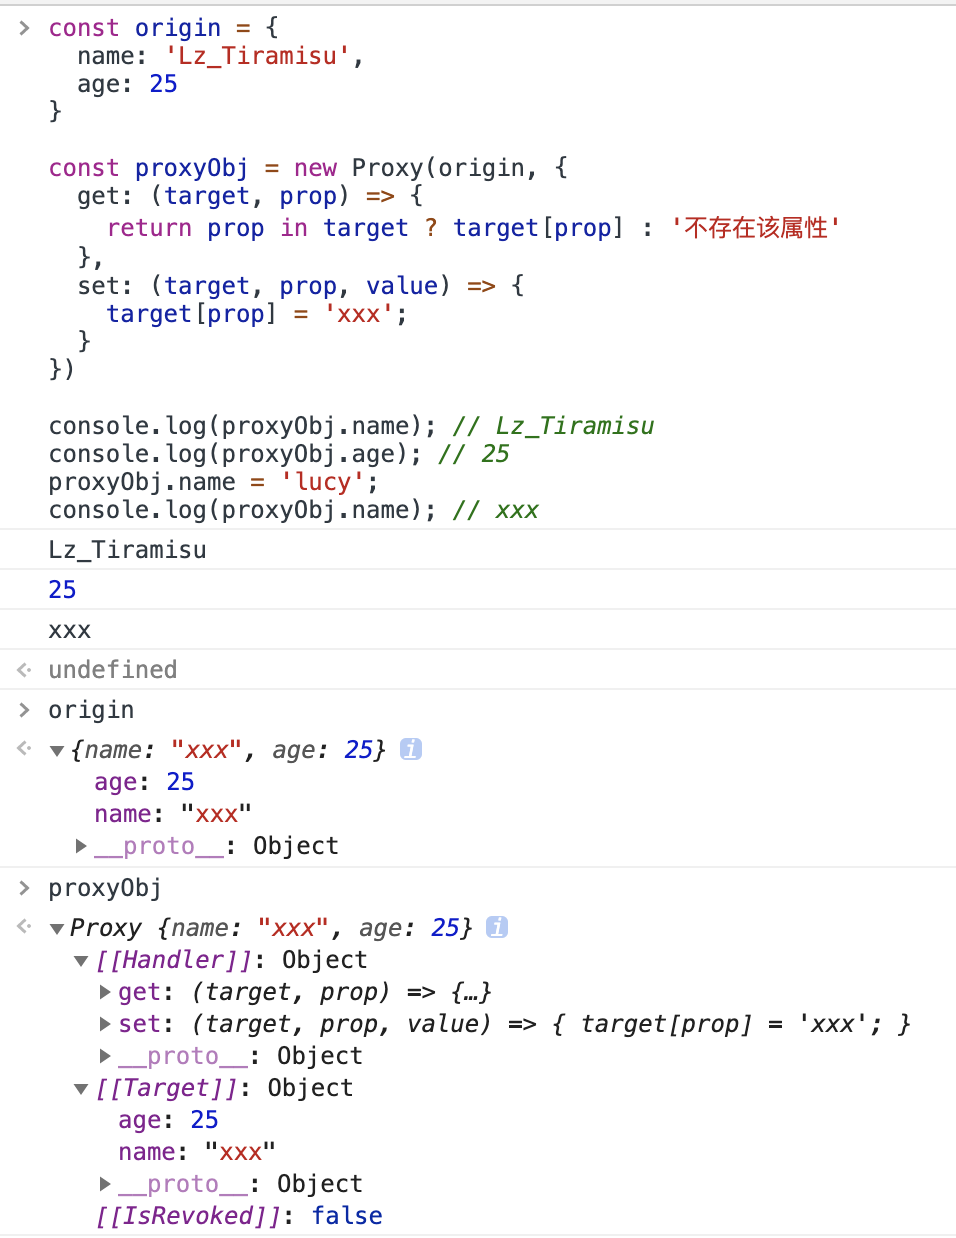 > const origin = {
  name: 'Lz_Tiramisu',
  age: 25
}
const proxyObj = new Proxy(origin, {
  get: (target, prop) => {
    return prop in target ? target[prop] : '不存在该属性'
  },
  set: (target, prop, value) => {
    target[prop] = 'xxx';
  }
})
console.log(proxyObj.name); // Lz_Tiramisu
console.log(proxyObj.age); // 25
proxyObj.name = 'lucy';
console.log(proxyObj.name); // xxx
Lz_Tiramisu
25
xxx
undefined
> origin
{name: "xxx", age: 25} i
age: 25
name: "xxx"
__proto__: Object
> proxyObj
Proxy {name: "xxx", age: 25} i
[[Handler]]: Object
get: (target, prop) => {…}
set: (target, prop, value) => { target[prop] = 'xxx'; }
__proto__: Object
[[Target]]: Object
age: 25
name: "xxx"
__proto__: Object
[[IsRevoked]]: false